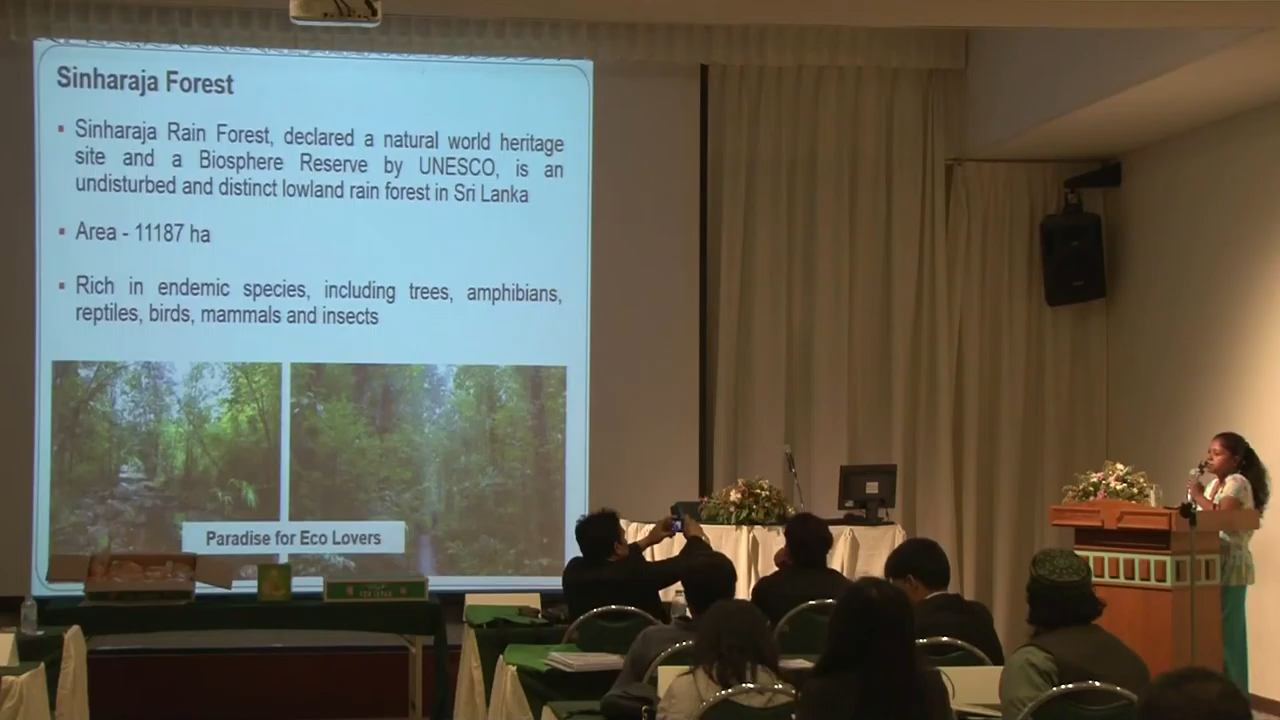 Sinharaja Forest
▪ Sinharaja Rain Forest, declared a natural world heritage
site and a Biosphere Reserve by UNESCO, is an
undisturbed and distinct lowland rain forest in Sri Lanka
▪ Area - 11187 ha
▪ Rich in endemic species, including trees, amphibians,
reptiles, birds, mammals and insects
Paradise for Eco Lovers